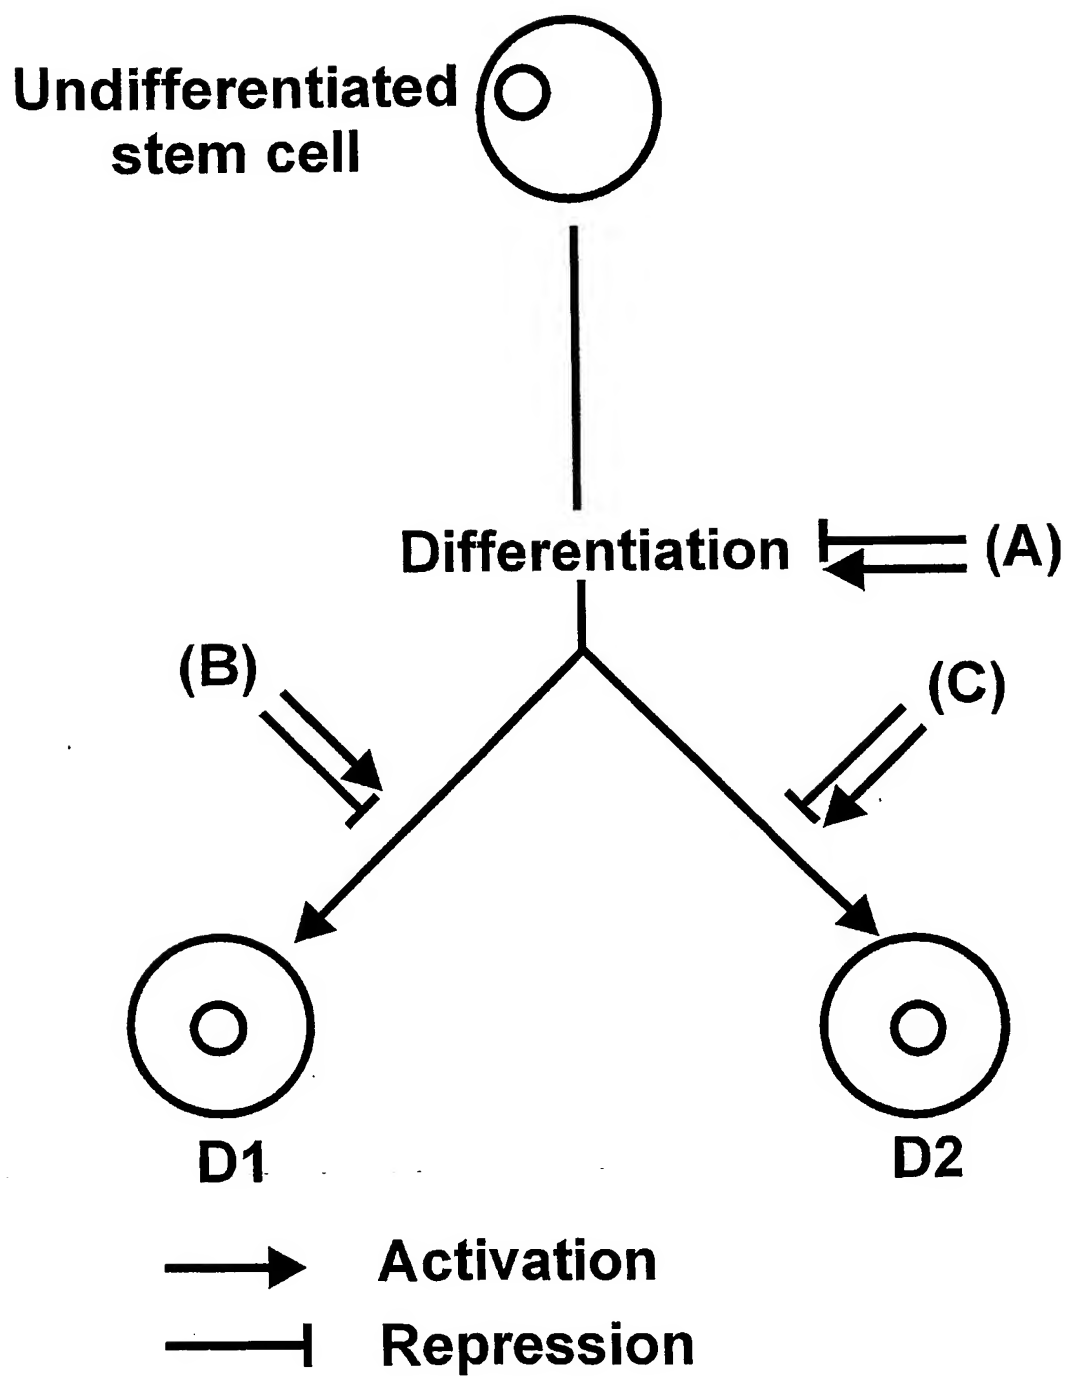 Undifferentiated
stem cell
Differentiation
(A)
(B)
(C)
D1
D2
Activation
Repression